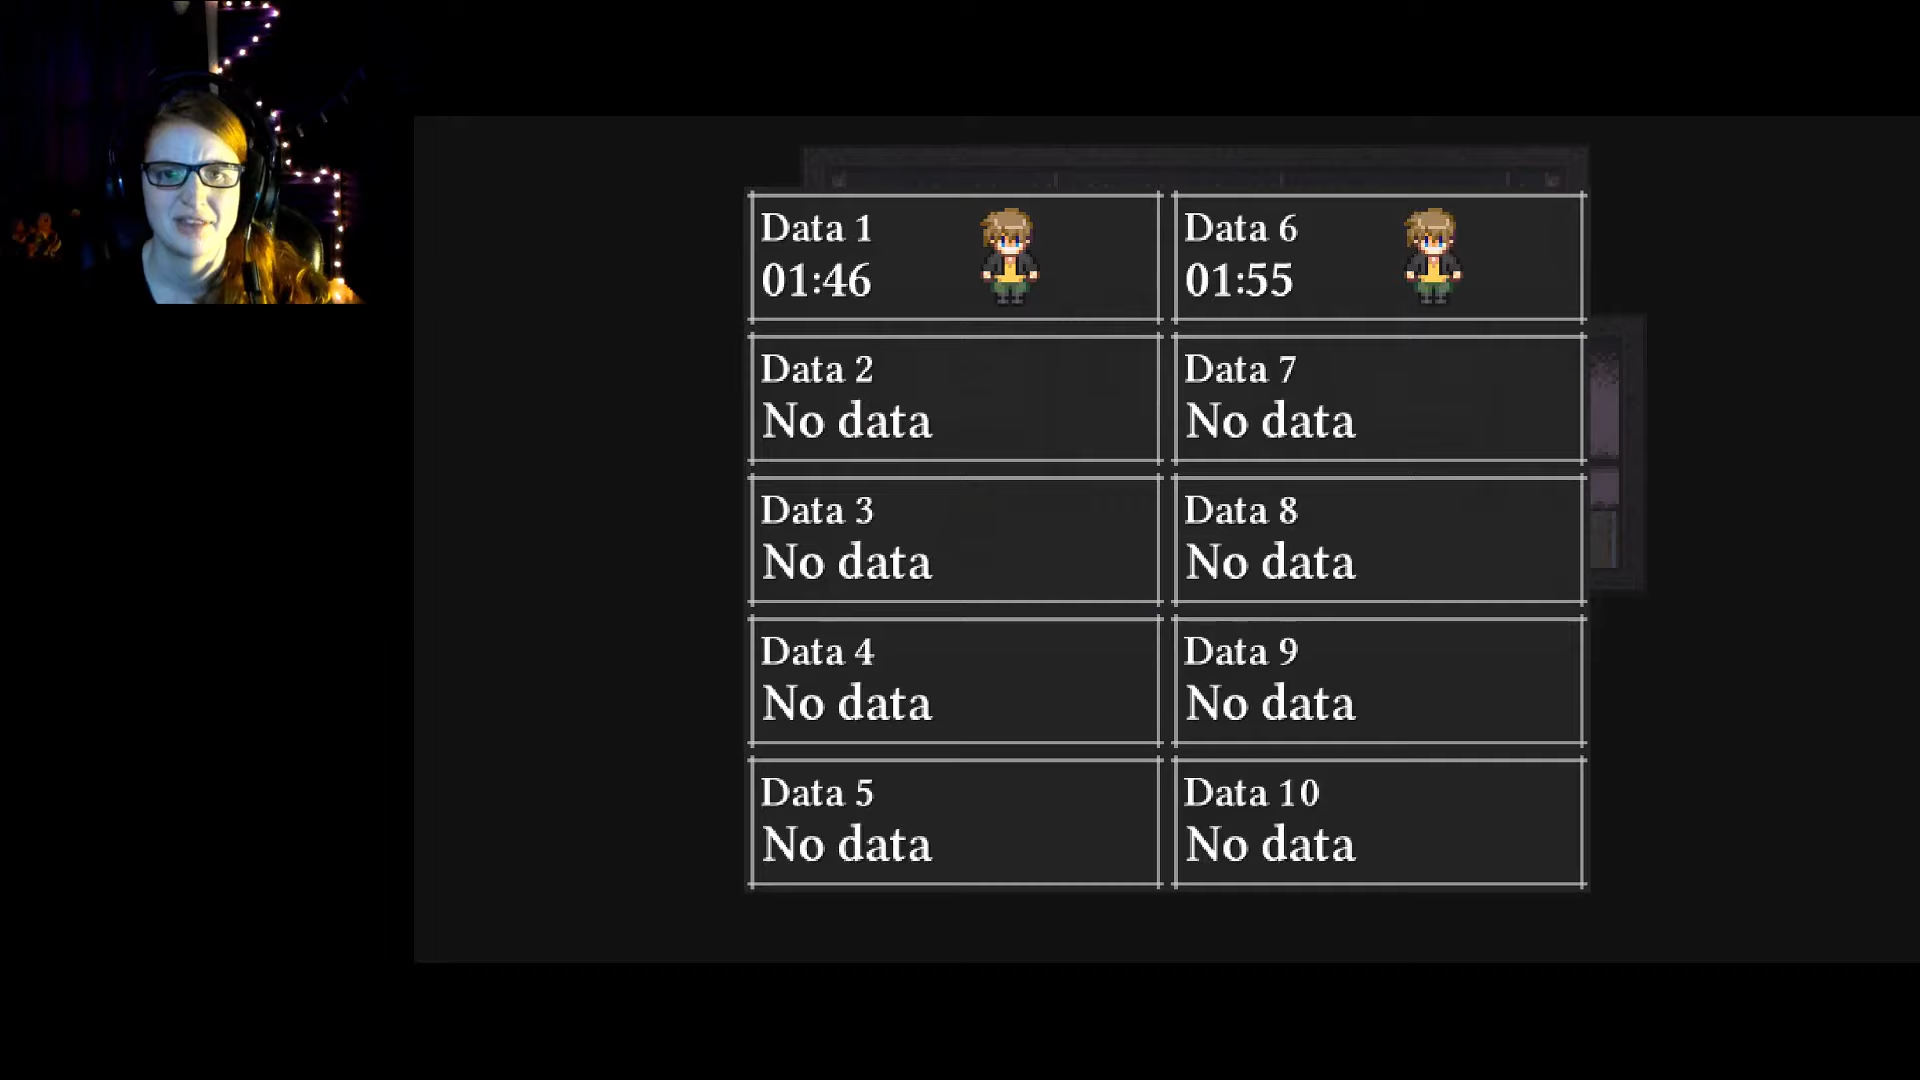 Data 1
01:46
Data 2
No data
Data 3
No data
Data 4
No data
Data 5
No data
Data 6
01:55
Data 7
No data
Data 8
No data
Data 9
No data
Data 10
No data